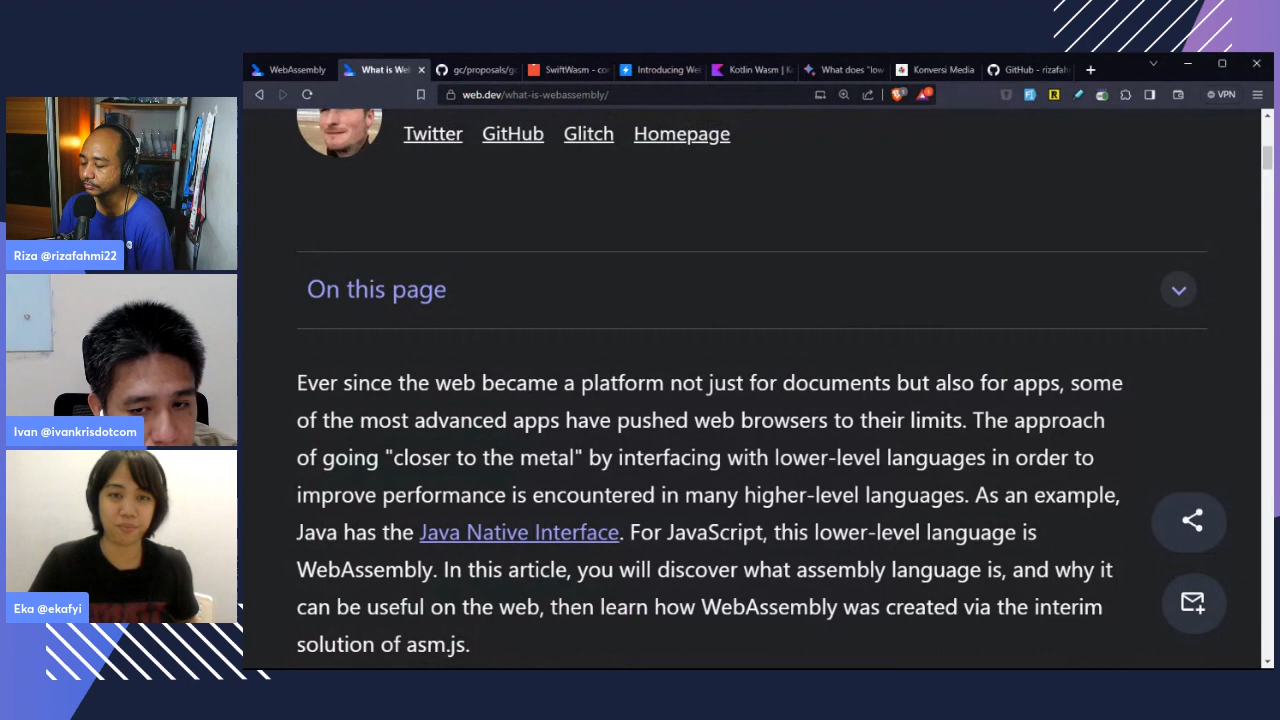 WebAssembly
What is We
gc/proposals/g
SwiftWasm - co
Introducing We
Kotlin Wasm | K
What does "low
Konversi Media
GitHub - rizafah
web.dev/what-is-webassembly/
VPN
Twitter GitHub Glitch Homepage
On this page
Ever since the web became a platform not just for documents but also for apps, some
of the most advanced apps have pushed web browsers to their limits. The approach
of going "closer to the metal" by interfacing with lower-level languages in order to
improve performance is encountered in many higher-level languages. As an example,
Java has the Java Native Interface. For JavaScript, this lower-level language is
WebAssembly. In this article, you will discover what assembly language is, and why it
can be useful on the web, then learn how WebAssembly was created via the interim
solution of asm.js.
Riza @rizafahmi22
Ivan @ivankrisdotcom
Eka @ekafyi